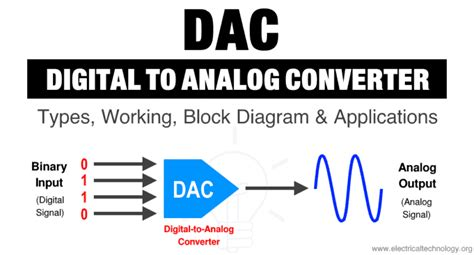 DAC
DIGITAL TO ANALOG CONVERTER
Types, Working, Block Diagram & Applications
Binary
Input
(Digital
Signal)
0
1
1
0
DAC
Digital-to-Analog
Converter
Analog
Output
(Analog
Signal)
www.electricaltechnology.org